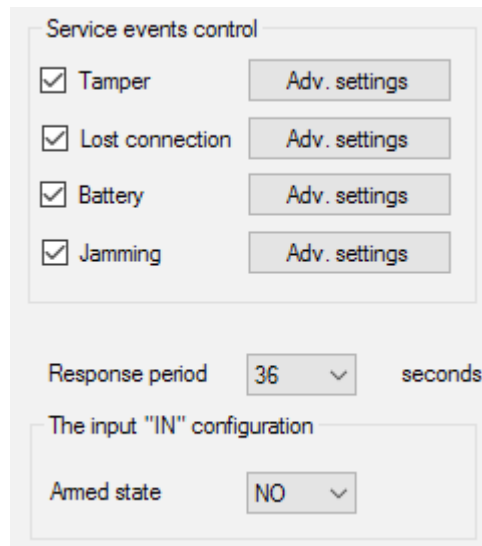 Service events control
Tamper Adv. settings
Lost connection Adv. settings
Battery Adv. settings
Jamming Adv. settings
Response period 36 seconds
The input "IN" configuration
Armed state NO